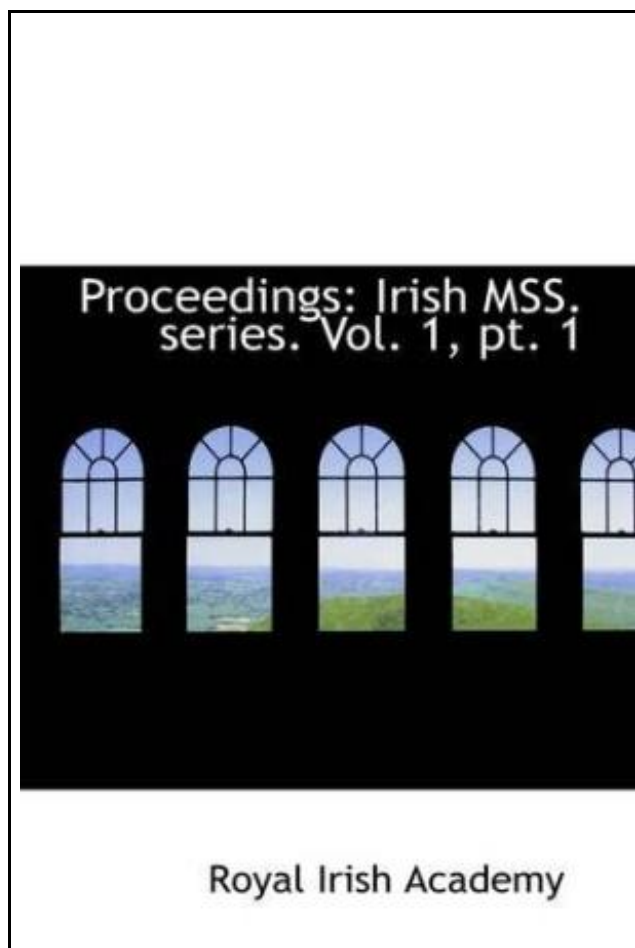 Proceedings: Irish MSS.
series. Vol. 1, pt. 1
Royal Irish Academy